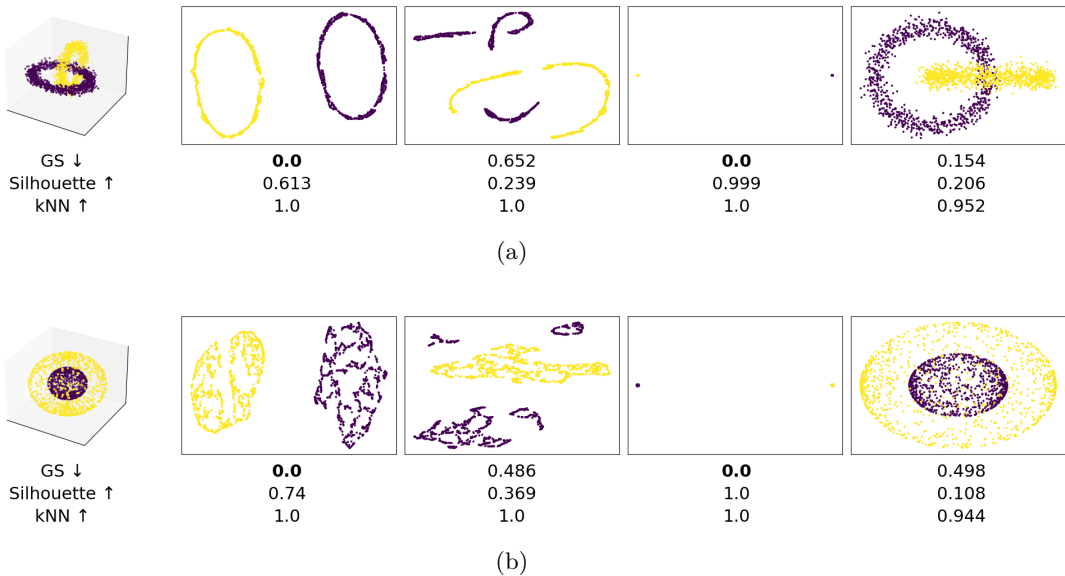 GS ↓ 0.0 0.652 0.0 0.154
Silhouette ↑ 0.613 0.239 0.999 0.206
kNN ↑ 1.0 1.0 1.0 0.952
(a)
GS ↓ 0.0 0.486 0.0 0.498
Silhouette ↑ 0.74 0.369 1.0 0.108
kNN ↑ 1.0 1.0 1.0 0.944
(b)